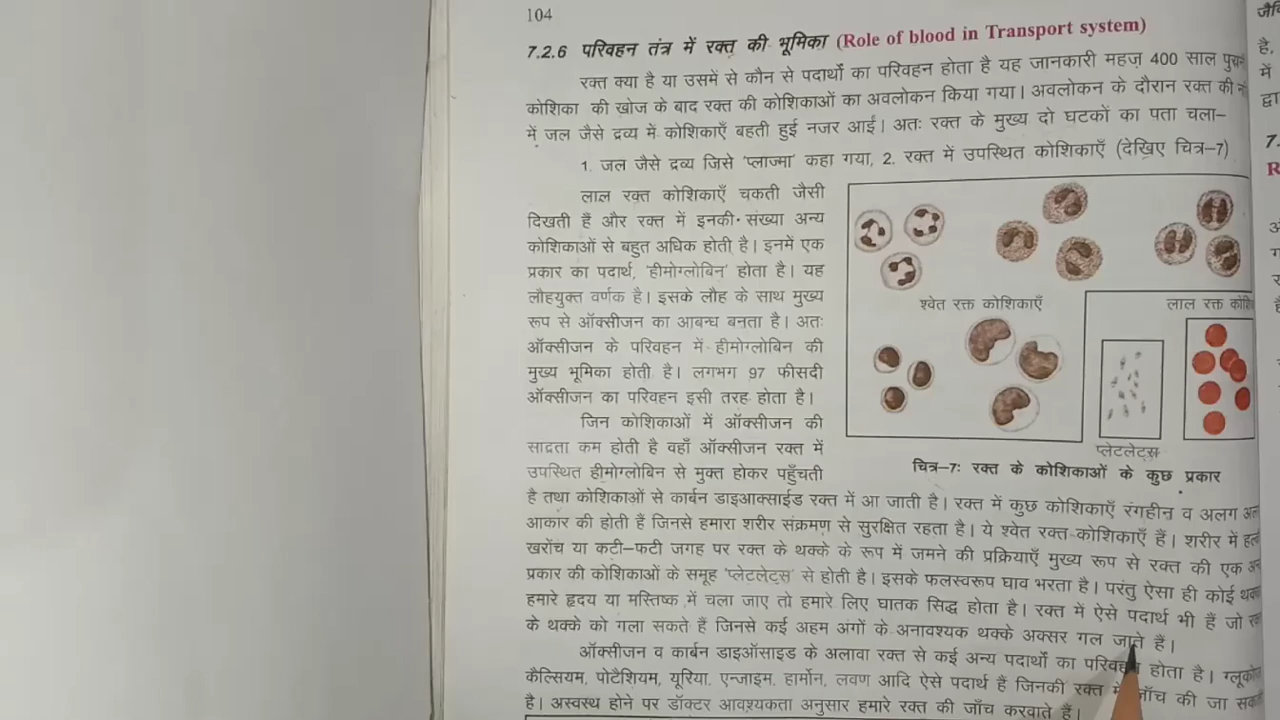 104
7.2.6 परिवहन तंत्र में रक्त की भूमिका (Role of blood in Transport system)
रक्त क्या है या उसमें से कौन से पदार्थों का परिवहन होता है यह जानकारी महज़ 400 साल
कोशिका की खोज के बाद रक्त की कोशिकाओं का अवलोकन किया गया। अवलोकन के दौरान रक्त की
में जल जैसे द्रव्य में कोशिकाएँ बहती हुई नजर आईं। अतः रक्त के मुख्य दो घटकों का पता चला–
1. जल जैसे द्रव्य जिसे 'प्लाज्मा' कहा गया, 2. रक्त में उपस्थित कोशिकाएँ (देखिए चित्र–7)
लाल रक्त कोशिकाएँ चकती जैसी
दिखती हैं और रक्त में इनकी संख्या अन्य
कोशिकाओं से बहुत अधिक होती है। इनमें एक
प्रकार का पदार्थ, 'हीमोग्लोबिन' होता है। यह
लौहयुक्त वर्णक है। इसके लौह के साथ मुख्य
रूप से ऑक्सीजन का आबन्ध बनता है। अतः
ऑक्सीजन के परिवहन में हीमोग्लोबिन की
मुख्य भूमिका होती है। लगभग 97 फीसदी
ऑक्सीजन का परिवहन इसी तरह होता है।
जिन कोशिकाओं में ऑक्सीजन की
सांद्रता कम होती है वहाँ ऑक्सीजन रक्त में
उपस्थित हीमोग्लोबिन से मुक्त होकर पहुँचती
श्वेत रक्त कोशिकाएँ
लाल रक्त
प्लेटलेट्स
चित्र–7: रक्त के कोशिकाओं के कुछ प्रकार
है तथा कोशिकाओं से कार्बन डाइआक्साईड रक्त में आ जाती है। रक्त में कुछ कोशिकाएँ रंगहीन व अलग
आकार की होती हैं जिनसे हमारा शरीर संक्रमण से सुरक्षित रहता है। ये श्वेत रक्त कोशिकाएँ हैं। शरीर में
खरोंच या कटी–फटी जगह पर रक्त के थक्के के रूप में जमने की प्रक्रियाएँ मुख्य रूप से रक्त की एक
प्रकार की कोशिकाओं के समूह 'प्लेटलेट्स' से होती है। इसके फलस्वरूप घाव भरता है। परंतु ऐसा ही कोई
हमारे हृदय या मस्तिष्क में चला जाए तो हमारे लिए घातक सिद्ध होता है। रक्त में ऐसे पदार्थ भी हैं जो
के थक्के को गला सकते हैं जिनसे कई अहम अंगों के अनावश्यक थक्के अक्सर गल जाते हैं।
ऑक्सीजन व कार्बन डाइऑसाइड के अलावा रक्त से कई अन्य पदार्थों का परिवहन होता है।
कैल्सियम, पोटैशियम, यूरिया, एन्जाइम, हार्मोन, लवण आदि ऐसे पदार्थ हैं जिनकी रक्त में जाँच की जा
है। अस्वस्थ होने पर डॉक्टर आवश्यकता अनुसार हमारे रक्त की जाँच करवाते हैं।